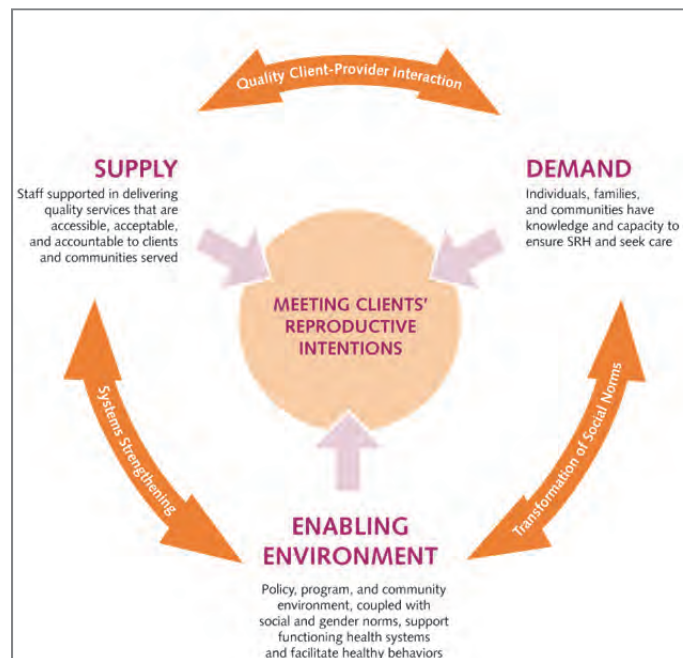 Quality Client-Provider Interaction
SUPPLY
Staff supported in delivering
quality services that are
accessible, acceptable,
and accountable to clients
and communities served
DEMAND
Individuals, families,
and communities have
knowledge and capacity to
ensure SRH and seek care
MEETING CLIENTS'
REPRODUCTIVE
INTENTIONS
Systems Strengthening
Transformation of Social Norms
ENABLING
ENVIRONMENT
Policy, program, and community
environment, coupled with
social and gender norms, support
functioning health systems
and facilitate healthy behaviors